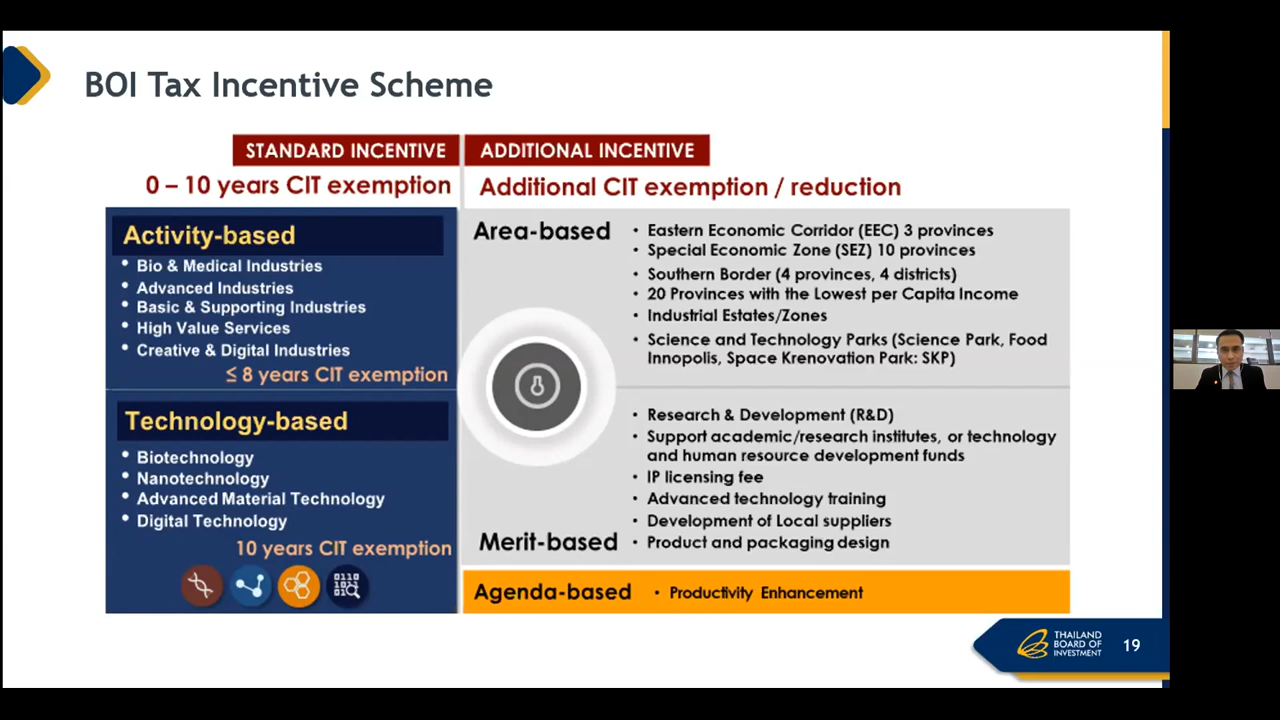 BOI Tax Incentive Scheme
STANDARD INCENTIVE
0 – 10 years CIT exemption
Activity-based
• Bio & Medical Industries
• Advanced Industries
• Basic & Supporting Industries
• High Value Services
• Creative & Digital Industries
≤ 8 years CIT exemption
Technology-based
• Biotechnology
• Nanotechnology
• Advanced Material Technology
• Digital Technology
10 years CIT exemption
0110
101
01
ADDITIONAL INCENTIVE
Additional CIT exemption / reduction
Area-based
• Eastern Economic Corridor (EEC) 3 provinces
• Special Economic Zone (SEZ) 10 provinces
• Southern Border (4 provinces, 4 districts)
• 20 Provinces with the Lowest per Capita Income
• Industrial Estates/Zones
• Science and Technology Parks (Science Park, Food
Innopolis, Space Krenovation Park: SKP)
• Research & Development (R&D)
• Support academic/research institutes, or technology
and human resource development funds
• IP licensing fee
• Advanced technology training
• Development of Local suppliers
Merit-based • Product and packaging design
Agenda-based • Productivity Enhancement
THAILAND
BOARD OF
INVESTMENT
19